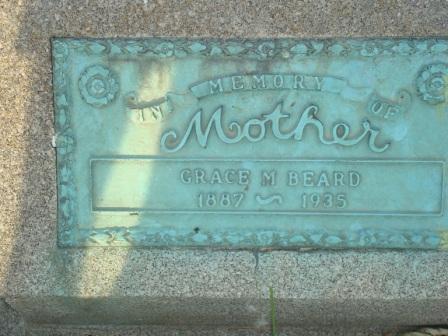 IN MEMORY OF
Mother
GRACE M BEARD
1887 ~ 1935